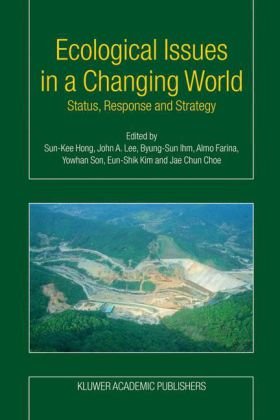 Ecological Issues
in a Changing World
Status, Response and Strategy
Edited by
Sun-Kee Hong, John A. Lee, Byung-Sun Ihm, Almo Farina,
Yowhan Son, Eun-Shik Kim and Jae Chun Choe
KLUWER ACADEMIC PUBLISHERS